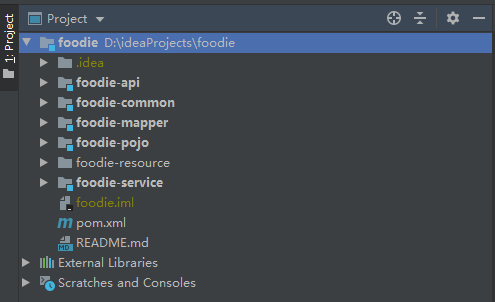 1: Project
Project
foodie D:\ideaProjects\foodie
.idea
foodie-api
foodie-common
foodie-mapper
foodie-pojo
foodie-resource
foodie-service
foodie.iml
m pom.xml
MD README.md
External Libraries
Scratches and Consoles